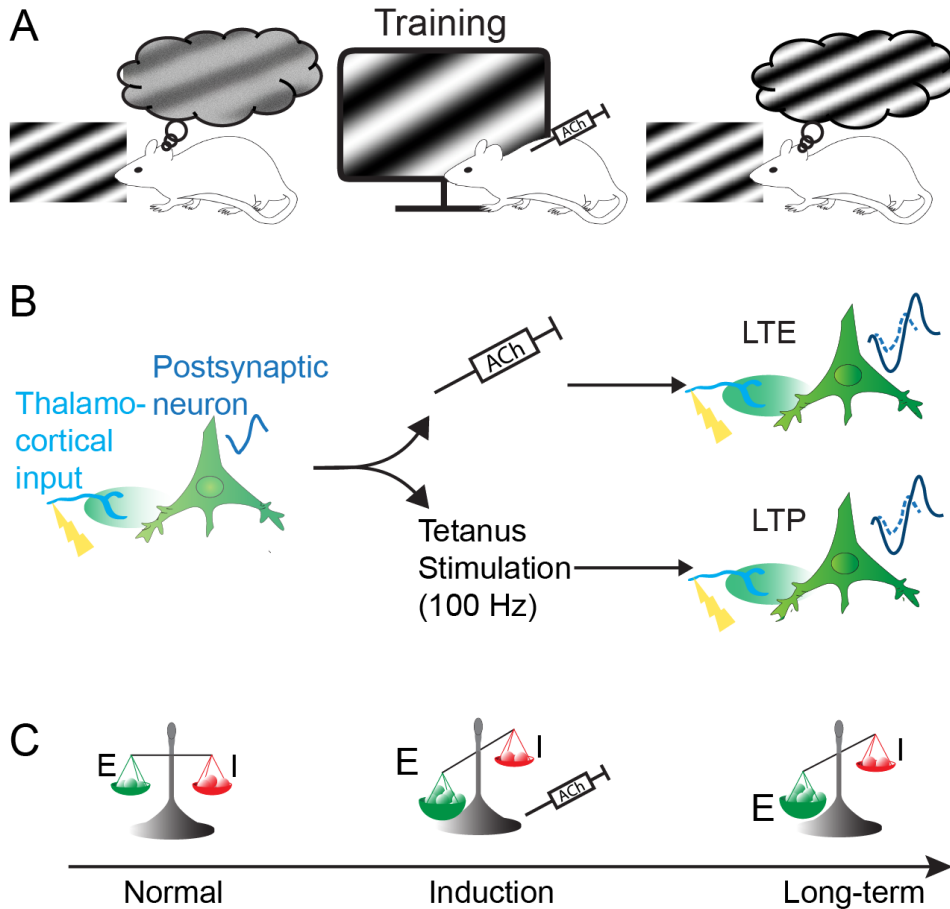 A
Training
ACh
B
Postsynaptic
neuron
Thalamo-
cortical
input
ACh
LTE
Tetanus
Stimulation
(100 Hz)
LTP
C
E
I
E
I
ACh
E
I
Normal
Induction
Long-term